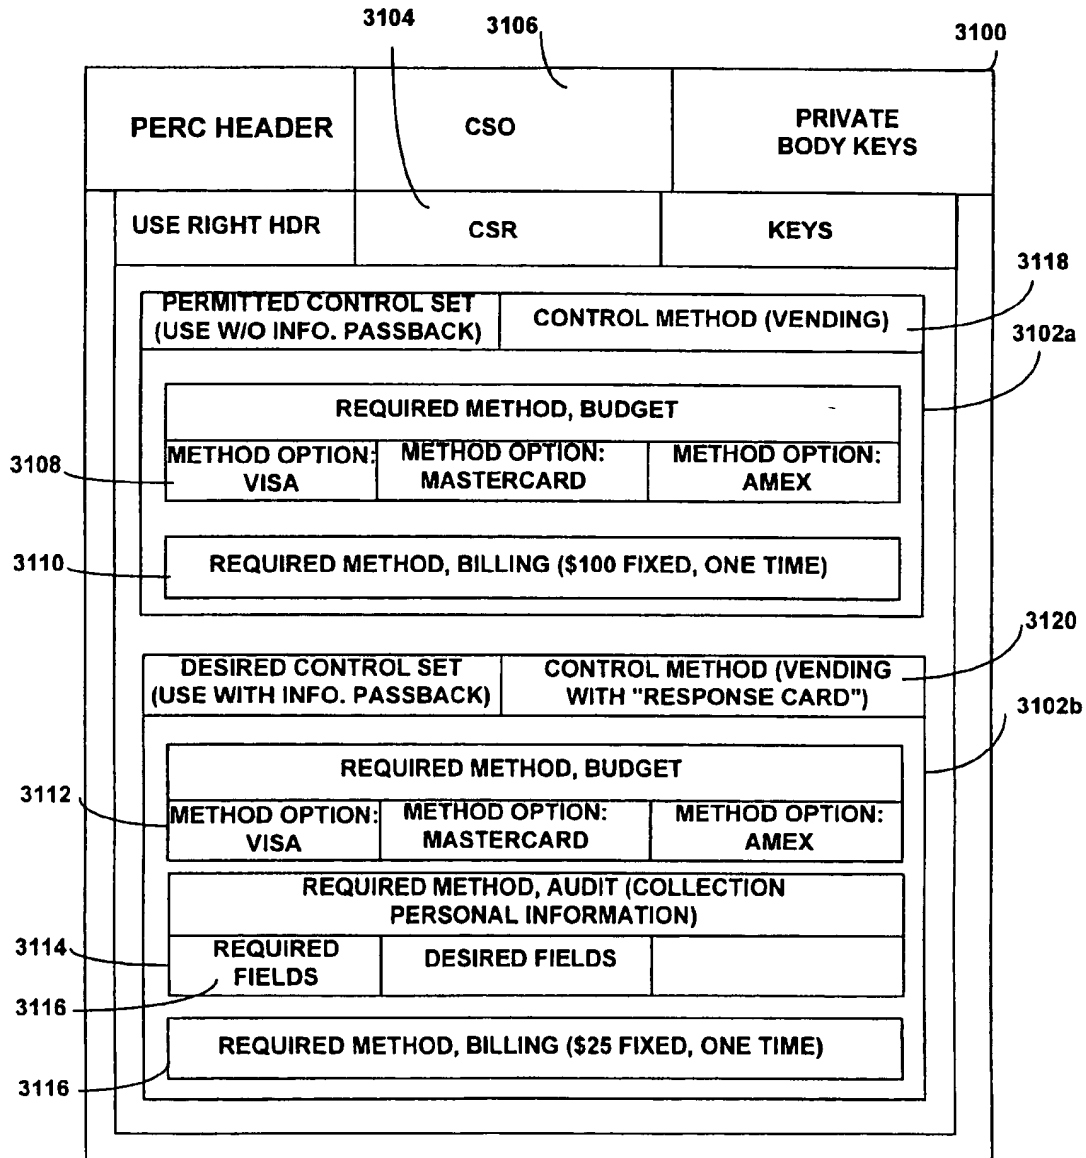 3104
3106
3100
PERC HEADER
CSO
PRIVATE
BODY KEYS
USE RIGHT HDR
CSR
KEYS
3118
PERMITTED CONTROL SET
(USE W/O INFO. PASSBACK)
CONTROL METHOD (VENDING)
3102a
REQUIRED METHOD, BUDGET
3108
METHOD OPTION:
VISA
METHOD OPTION:
MASTERCARD
METHOD OPTION:
AMEX
3110
REQUIRED METHOD, BILLING ($100 FIXED, ONE TIME)
3120
DESIRED CONTROL SET
(USE WITH INFO. PASSBACK)
CONTROL METHOD (VENDING
WITH "RESPONSE CARD")
3102b
REQUIRED METHOD, BUDGET
3112
METHOD OPTION:
VISA
METHOD OPTION:
MASTERCARD
METHOD OPTION:
AMEX
REQUIRED METHOD, AUDIT (COLLECTION
PERSONAL INFORMATION)
3114
REQUIRED
FIELDS
DESIRED FIELDS
3116
REQUIRED METHOD, BILLING ($25 FIXED, ONE TIME)
3116